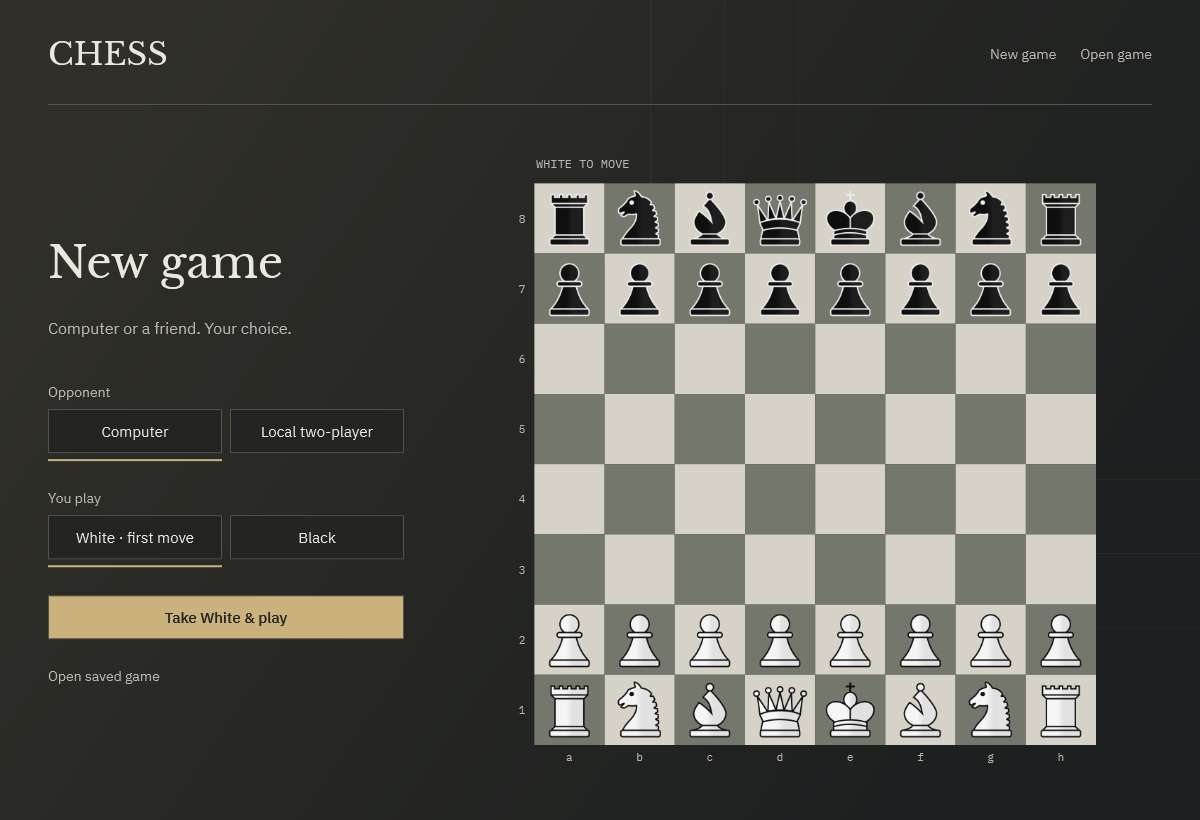 CHESS
New game
Open game
WHITE TO MOVE
New game
Computer or a friend. Your choice.
Opponent
Computer
Local two-player
You play
White · first move
Black
Take White & play
Open saved game
8
7
6
5
4
3
2
1
a b c d e f g h